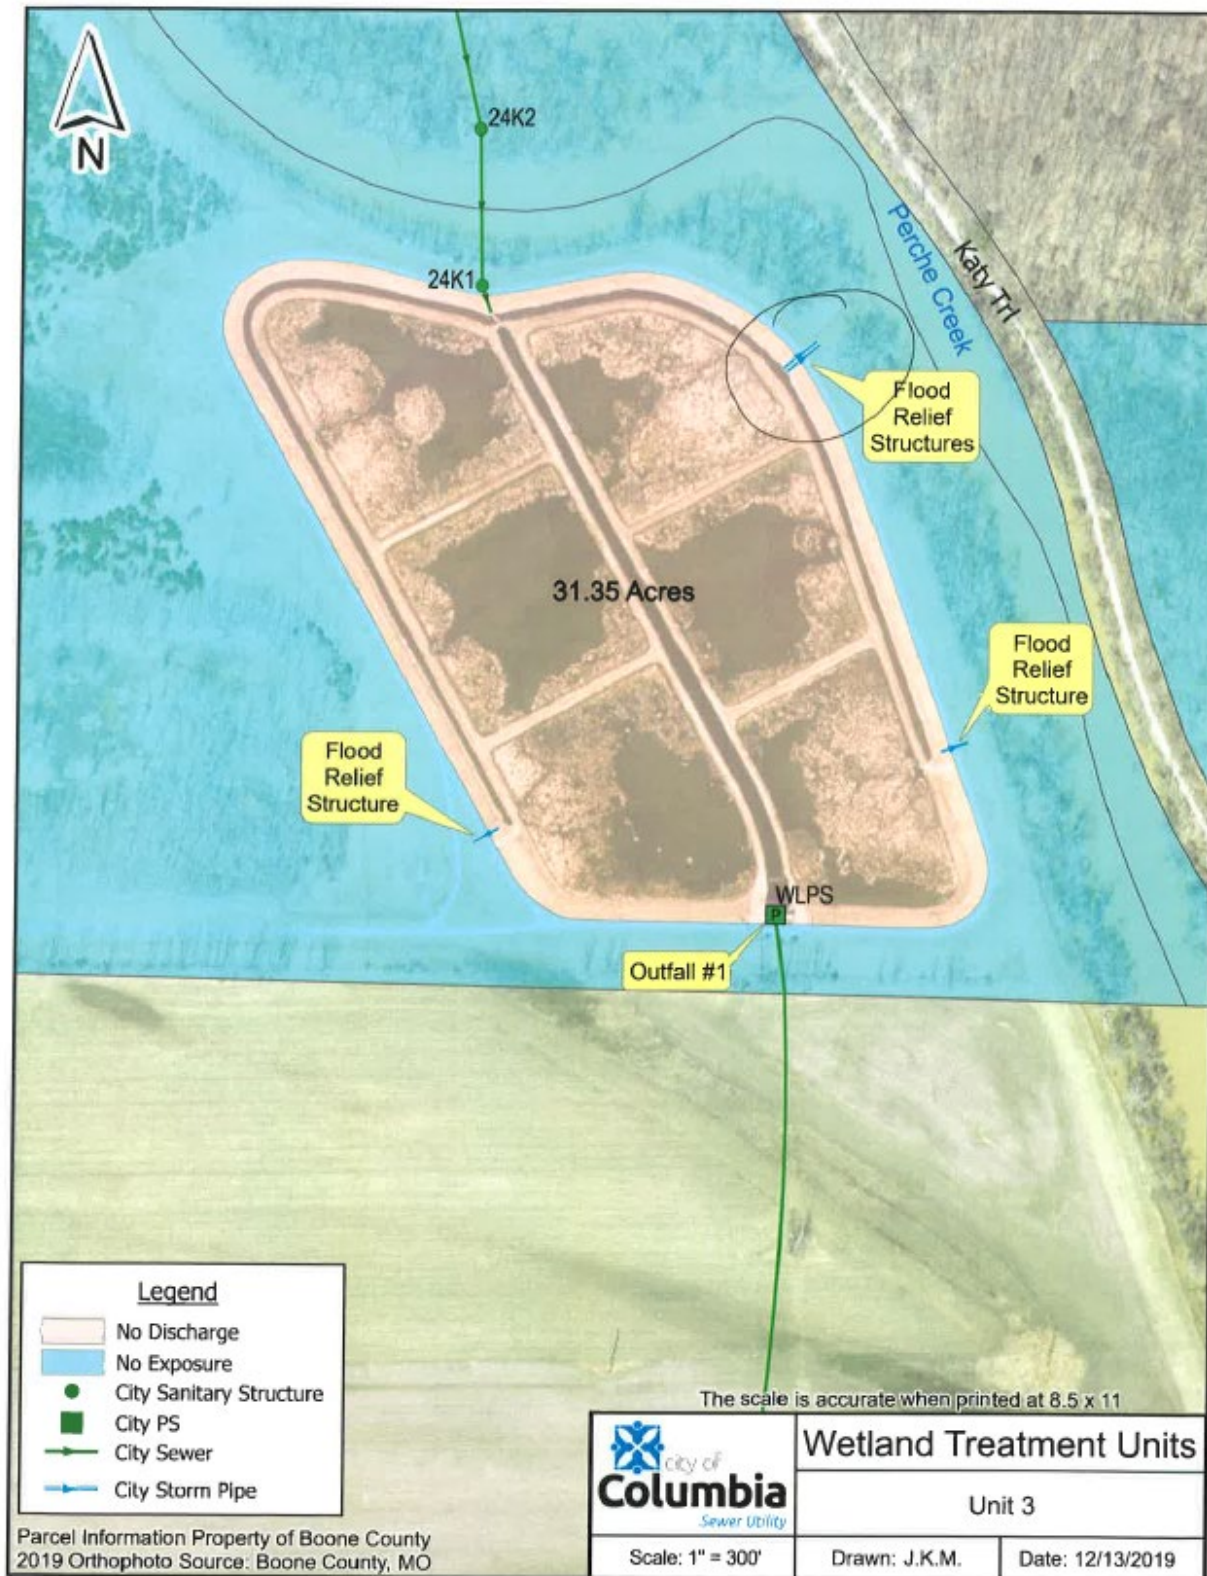 N
24K2
24K1
Perche Creek
Katy Trl
Flood
Relief
Structures
31.35 Acres
Flood
Relief
Structure
Flood
Relief
Structure
WLPS
P
Outfall #1
Legend
No Discharge
No Exposure
City Sanitary Structure
City PS
City Sewer
City Storm Pipe
Parcel Information Property of Boone County
2019 Orthophoto Source: Boone County, MO
The scale is accurate when printed at 8.5 x 11
city of
Columbia
Sewer Utility
Wetland Treatment Units
Unit 3
Scale: 1" = 300'
Drawn: J.K.M.
Date: 12/13/2019